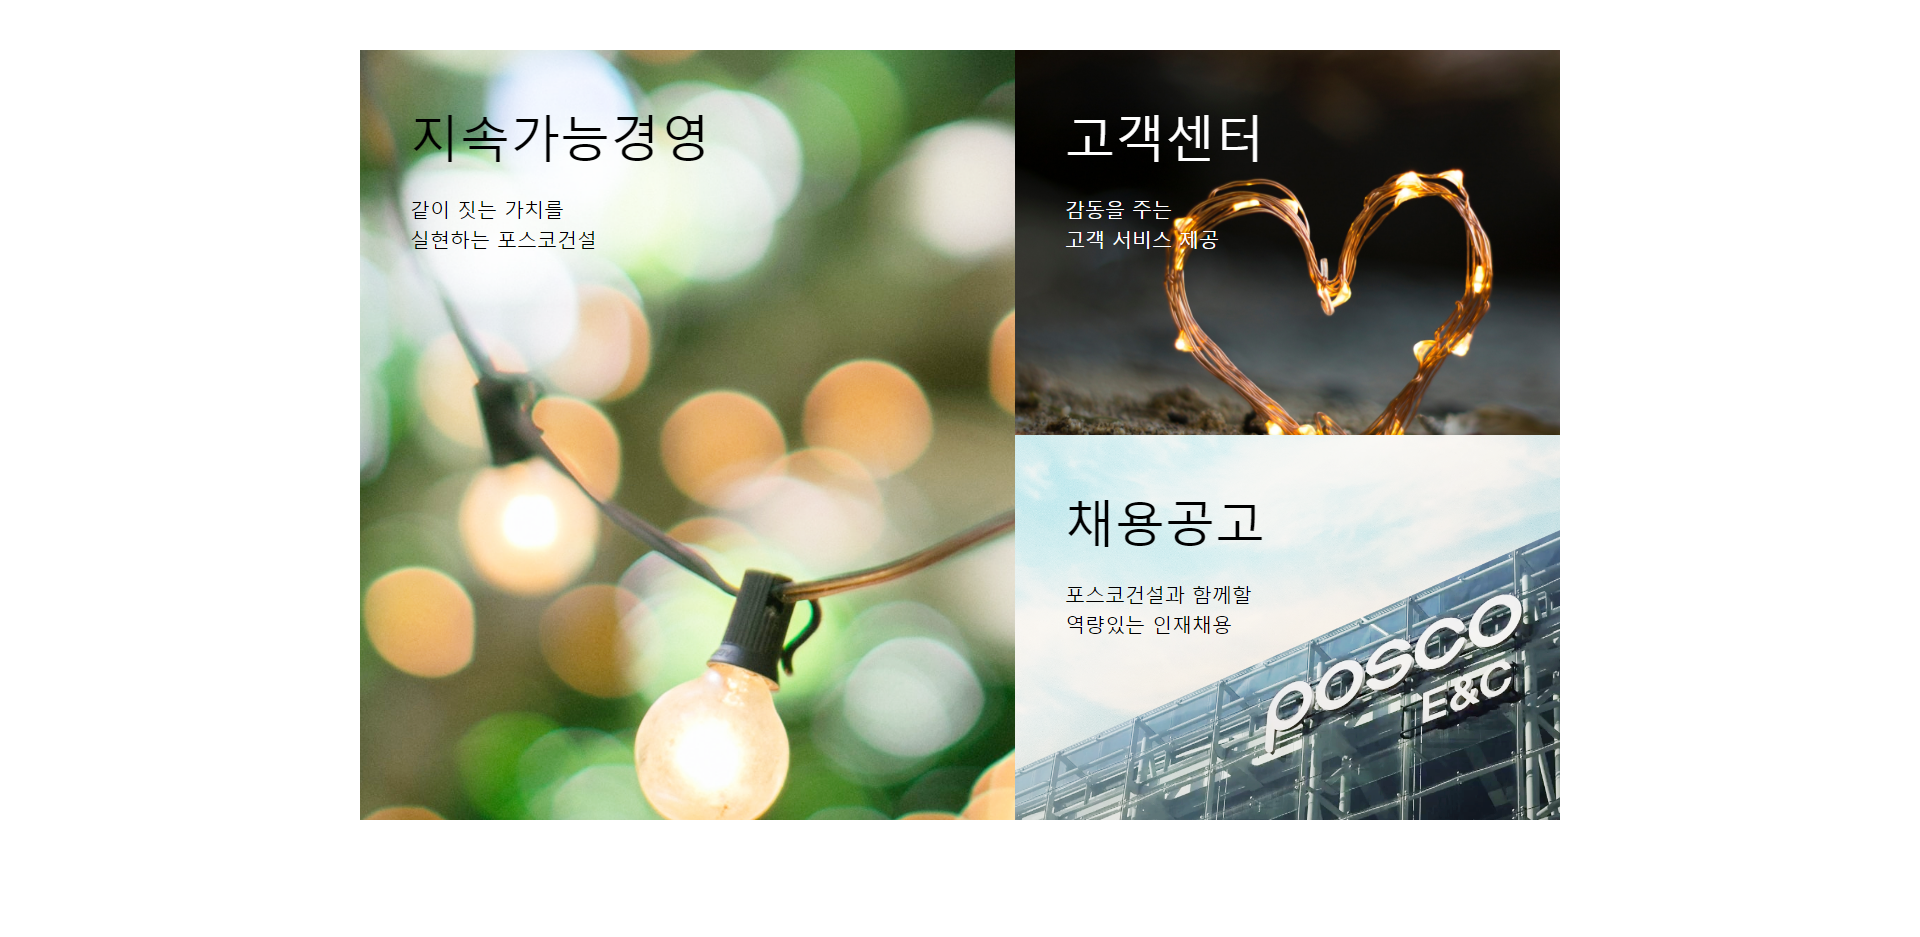 지속가능경영
같이 짓는 가치를
실현하는 포스코건설
고객센터
감동을 주는
고객 서비스 제공
채용공고
포스코건설과 함께할
역량있는 인재채용
posco
E&C